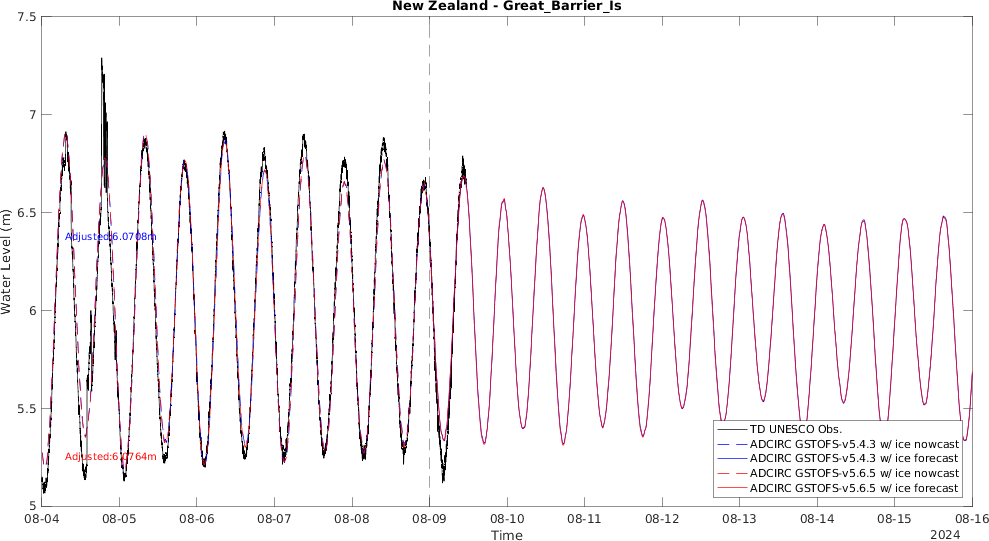 New Zealand - Great_Barrier_Is
7.5
7
6.5
6
5.5
5
Water Level (m)
Adjusted:6.0708m
Adjusted:6.0764m
TD UNESCO Obs.
ADCIRC GSTOFS-v5.4.3 w/ ice nowcast
ADCIRC GSTOFS-v5.4.3 w/ ice forecast
ADCIRC GSTOFS-v5.6.5 w/ ice nowcast
ADCIRC GSTOFS-v5.6.5 w/ ice forecast
08-04 08-05 08-06 08-07 08-08 08-09 08-10 08-11 08-12 08-13 08-14 08-15 08-16
Time
2024